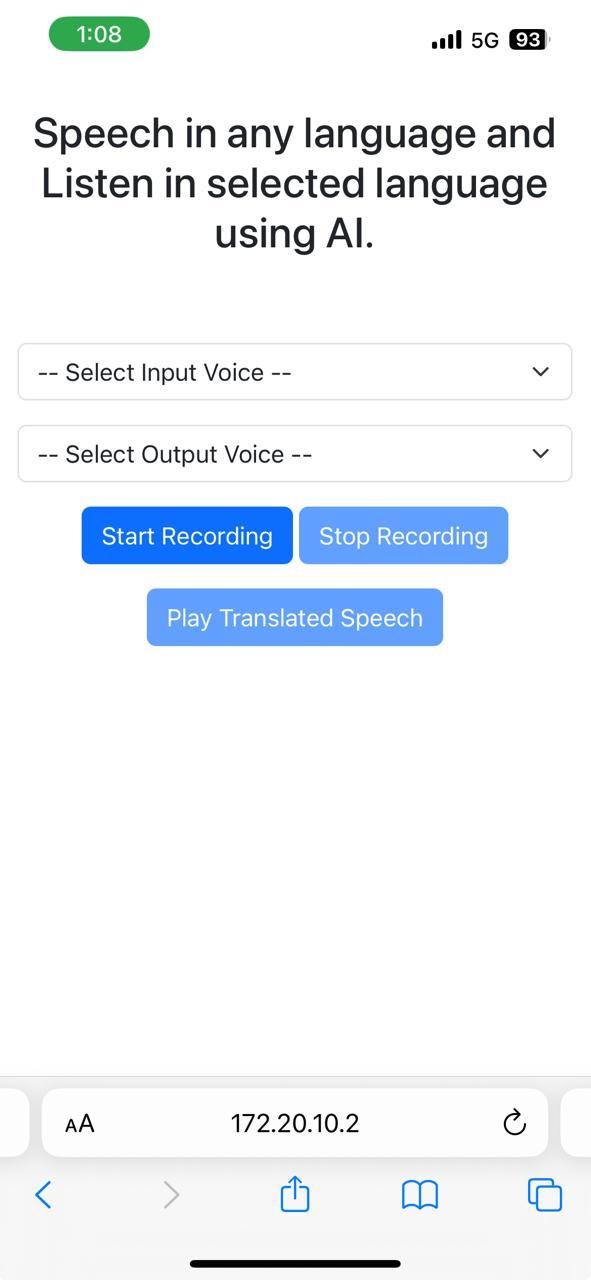 1:08
5G 93
Speech in any language and
Listen in selected language
using AI.
-- Select Input Voice --
-- Select Output Voice --
Start Recording Stop Recording
Play Translated Speech
AA 172.20.10.2